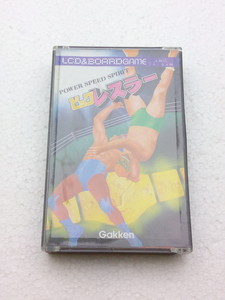 LCD&BOARDGAME
POWER SPEED SPIRIT
レスラー
Gakken